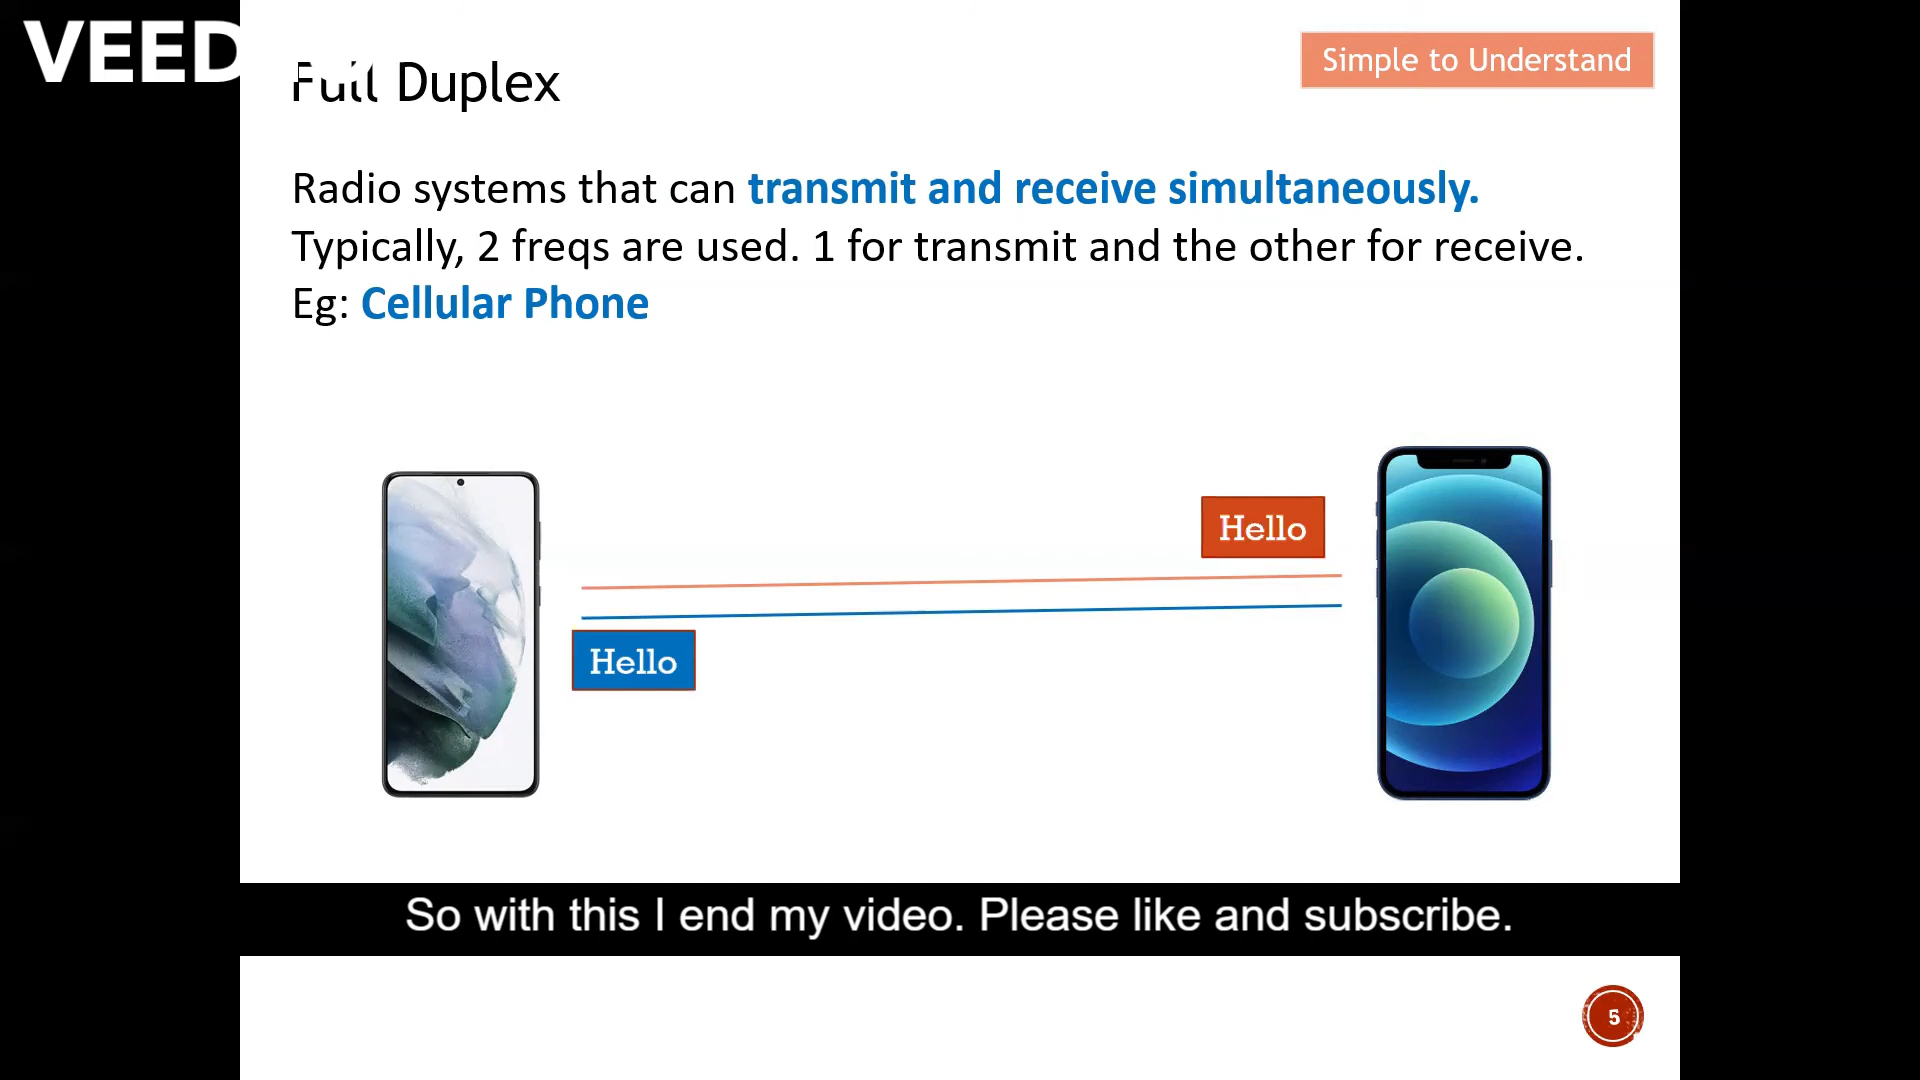 VEED
Simple to Understand
Full Duplex
Radio systems that can transmit and receive simultaneously.
Typically, 2 freqs are used. 1 for transmit and the other for receive.
Eg: Cellular Phone
Hello
Hello
So with this I end my video. Please like and subscribe.
5